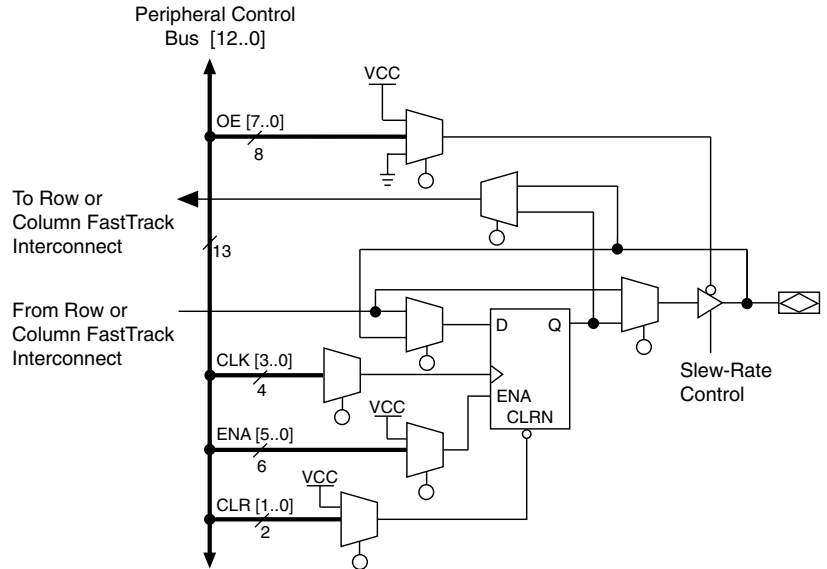 Peripheral Control
Bus [12..0]
VCC
OE [7..0]
8
To Row or
Column FastTrack
Interconnect
13
From Row or
Column FastTrack
Interconnect
D
Q
CLK [3..0]
4
ENA
CLRN
Slew-Rate
Control
VCC
ENA [5..0]
6
VCC
CLR [1..0]
2